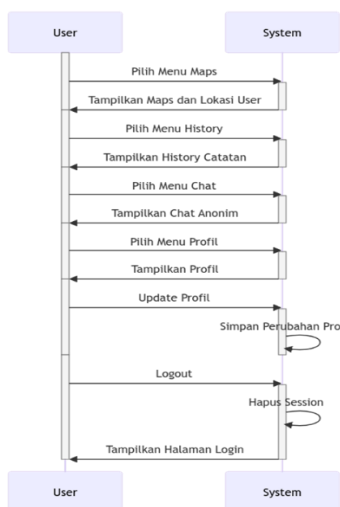 User System
Pilih Menu Maps
Tampilkan Maps dan Lokasi User
Pilih Menu History
Tampilkan History Catatan
Pilih Menu Chat
Tampilkan Chat Anonim
Pilih Menu Profil
Tampilkan Profil
Update Profil
Simpan Perubahan Pro
Logout
Hapus Session
Tampilkan Halaman Login
User System